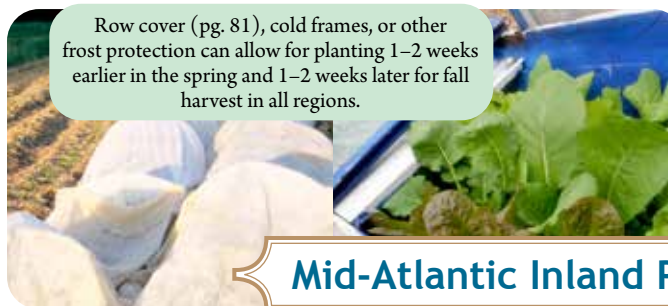 Row cover (pg. 81), cold frames, or other
frost protection can allow for planting 1–2 weeks
earlier in the spring and 1–2 weeks later for fall
harvest in all regions.
Mid-Atlantic Inland